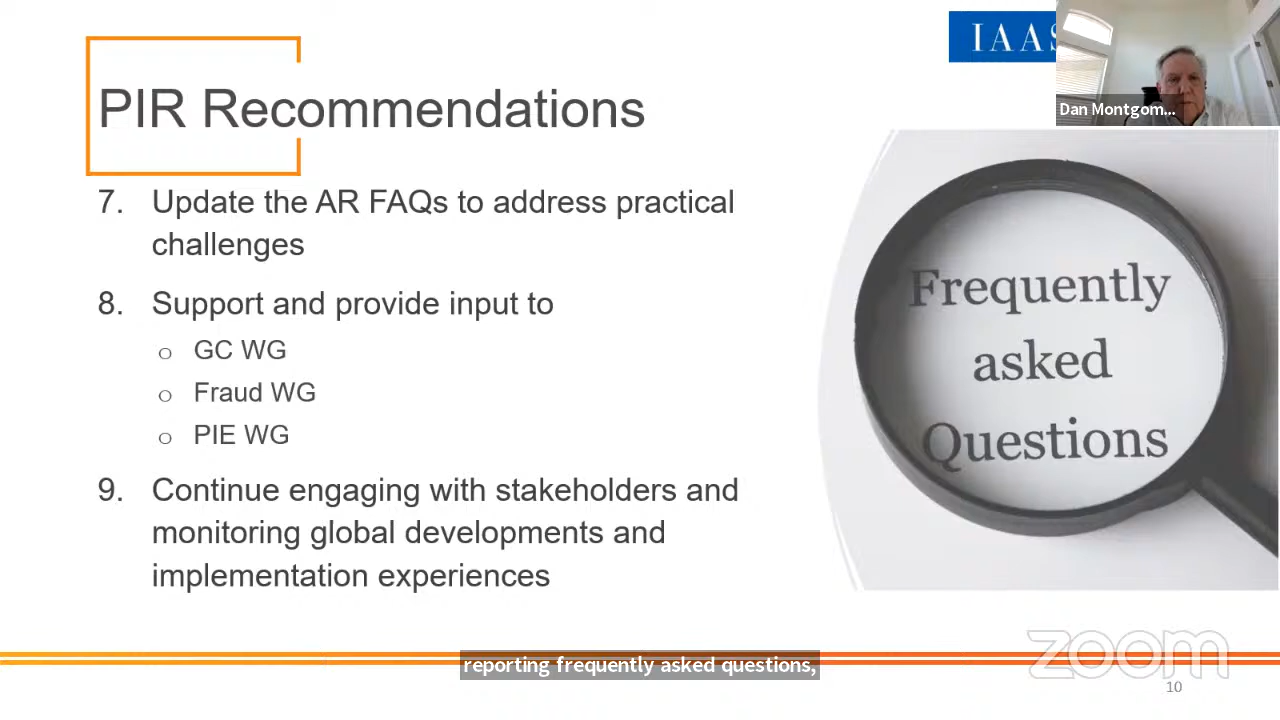 IAAS
Dan Montgom...
PIR Recommendations
7. Update the AR FAQs to address practical
challenges
8. Support and provide input to
o GC WG
o Fraud WG
o PIE WG
9. Continue engaging with stakeholders and
monitoring global developments and
implementation experiences
Frequently
asked
Questions
zoom
reporting frequently asked questions,
10